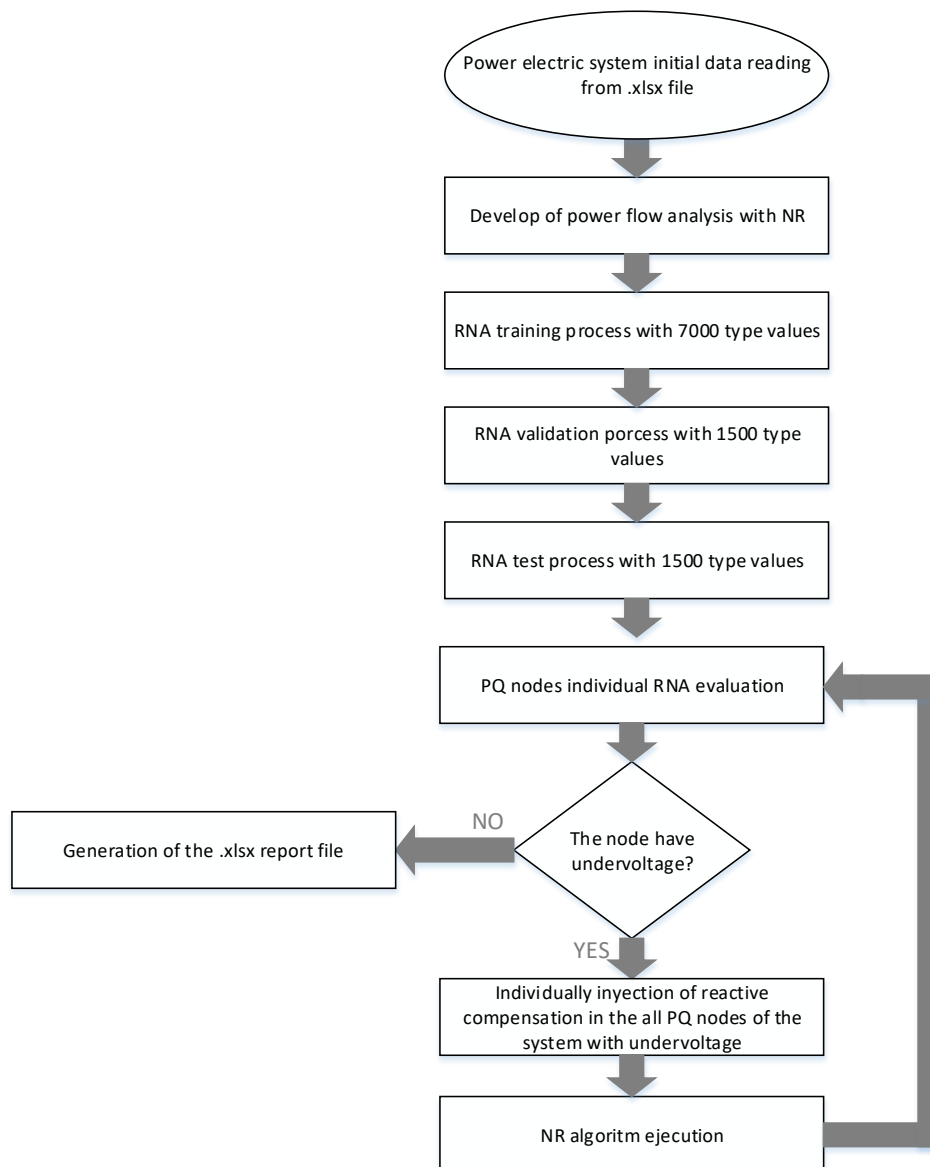 Power electric system initial data reading
from .xlsx file
Develop of power flow analysis with NR
RNA training process with 7000 type values
RNA validation porcess with 1500 type
values
RNA test process with 1500 type values
PQ nodes individual RNA evaluation
The node have
undervoltage?
NO
Generation of the .xlsx report file
YES
Individually inyection of reactive
compensation in the all PQ nodes of the
system with undervoltage
NR algoritm ejecution